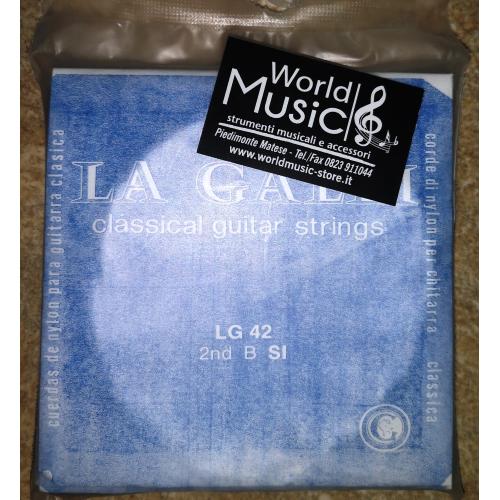 World
Music
strumenti musicali e accessori
Piedimonte Matese - Tel./Fax 0823 911044
www.worldmusic-store.it
LA GALLI
classical guitar strings
LG 42
2nd B SI
cuerdas de nylon para guitarra clasica
corde di nylon per chitarra classica